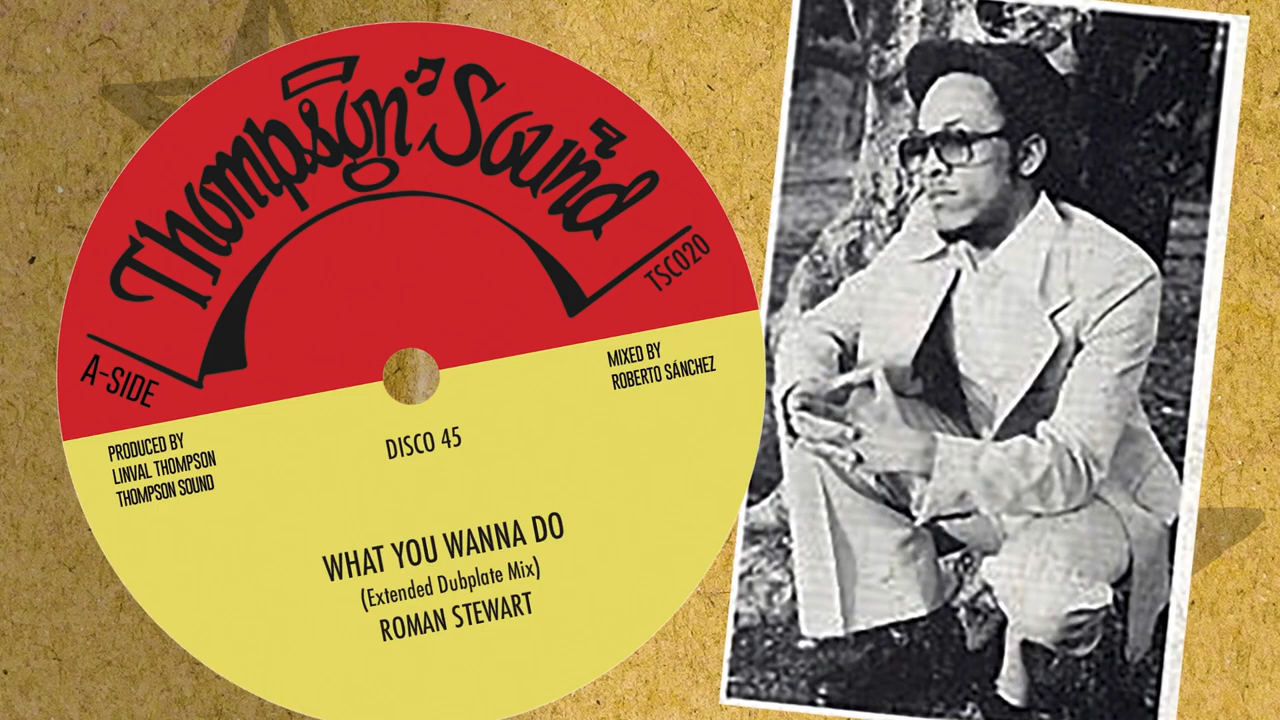 Thompson Sound
TSC020
A-SIDE
MIXED BY
ROBERTO SÁNCHEZ
PRODUCED BY
LINVAL THOMPSON
THOMPSON SOUND
DISCO 45
WHAT YOU WANNA DO
(Extended Dubplate Mix)
ROMAN STEWART